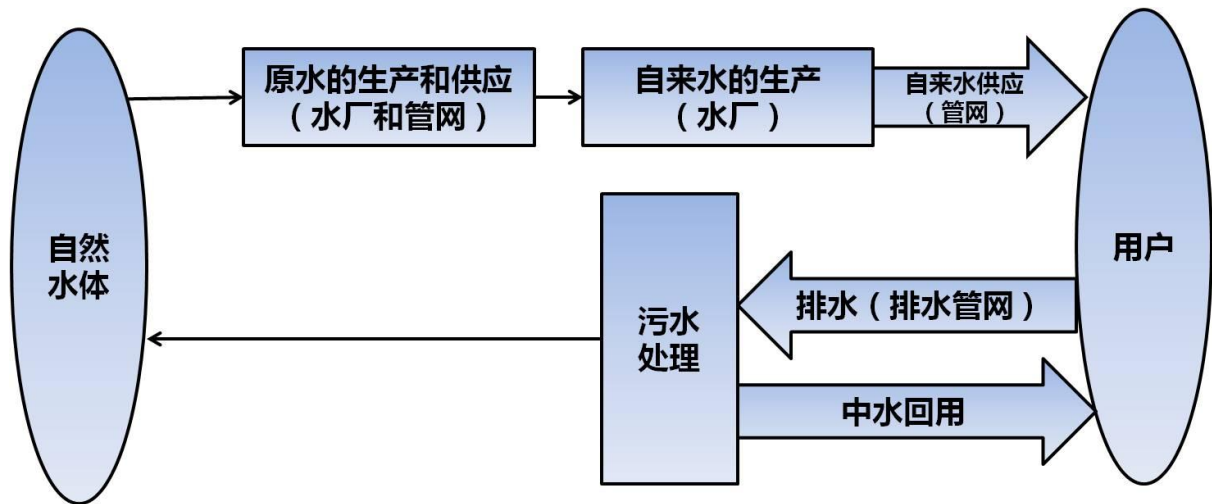 原水的生产和供应
（水厂和管网）
自来水的生产
（水厂）
自来水供应
（管网）
自然
水体
用户
污水
处理
排水（排水管网）
中水回用